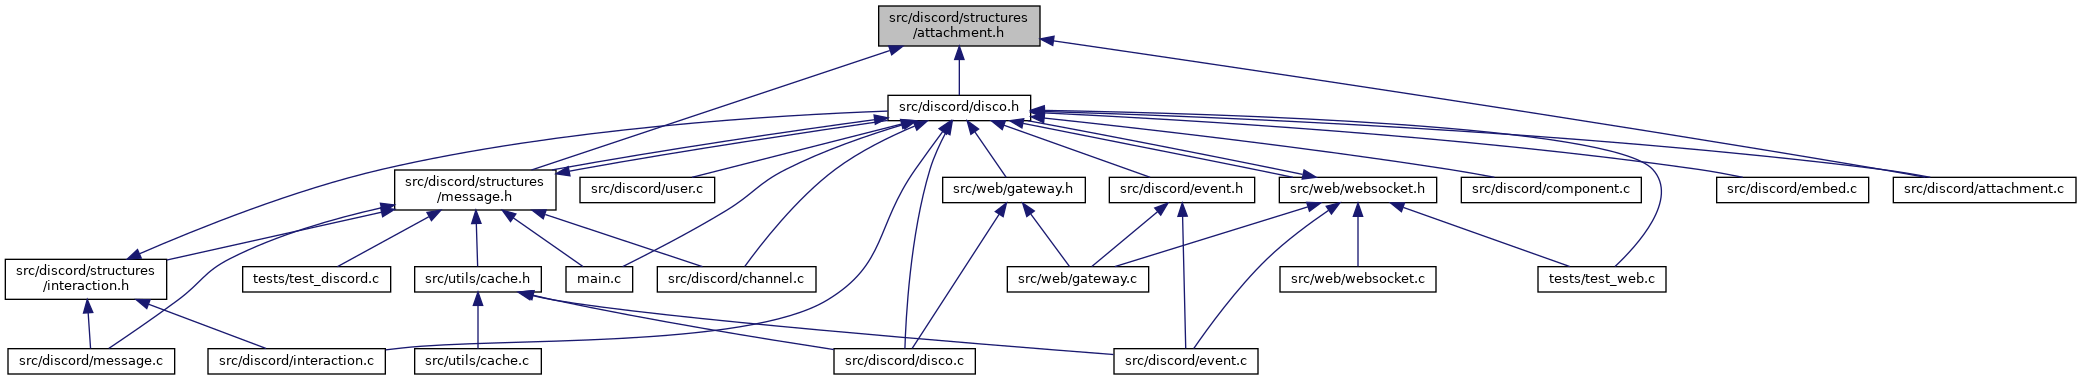 src/discord/structures
/attachment.h
src/discord/disco.h
src/discord/structures
/message.h
src/discord/user.c
src/web/gateway.h
src/discord/event.h
src/web/websocket.h
src/discord/component.c
src/discord/embed.c
src/discord/attachment.c
src/discord/structures
/interaction.h
tests/test_discord.c
src/utils/cache.h
main.c
src/discord/channel.c
src/web/gateway.c
src/web/websocket.c
tests/test_web.c
src/discord/message.c
src/discord/interaction.c
src/utils/cache.c
src/discord/disco.c
src/discord/event.c